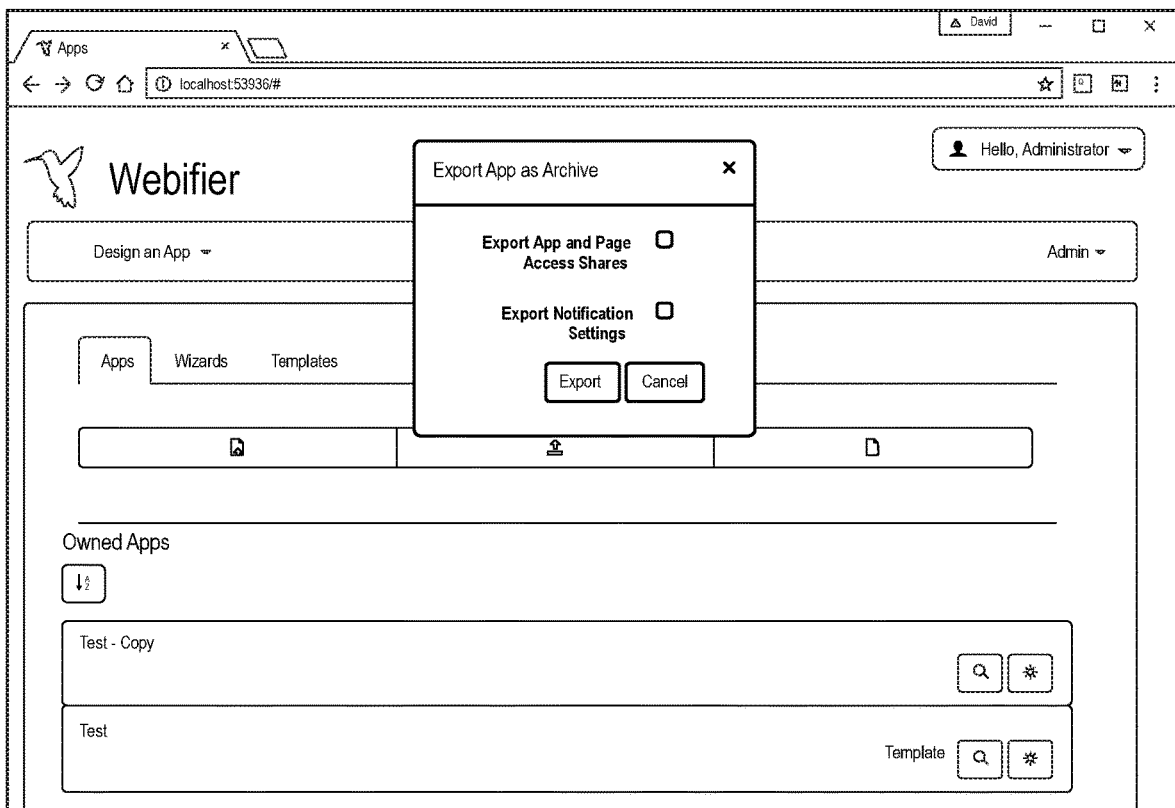 David
Apps
localhost:53936/#
Webifier
Hello, Administrator
Export App as Archive
Design an App
Admin
Export App and Page
Access Shares
Export Notification
Settings
Export
Cancel
Apps
Wizards
Templates
Owned Apps
A
Z
Test - Copy
Test
Template